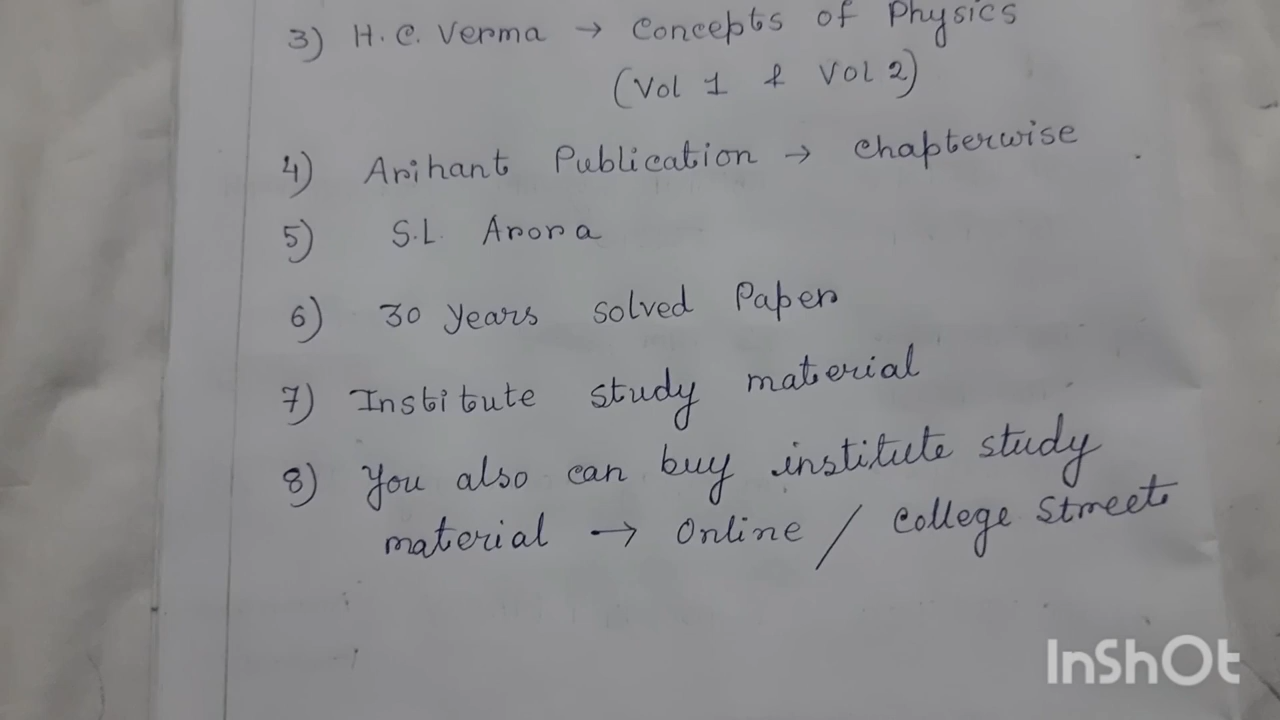 3) H.C. Verma → Concepts of Physics
(Vol 1 & Vol 2)
4) Arihant Publication → Chapterwise
5) S.L. Arora
6) 30 years solved Paper
7) Institute study material
8) You also can buy institute study
material → Online / College Street
InShOt